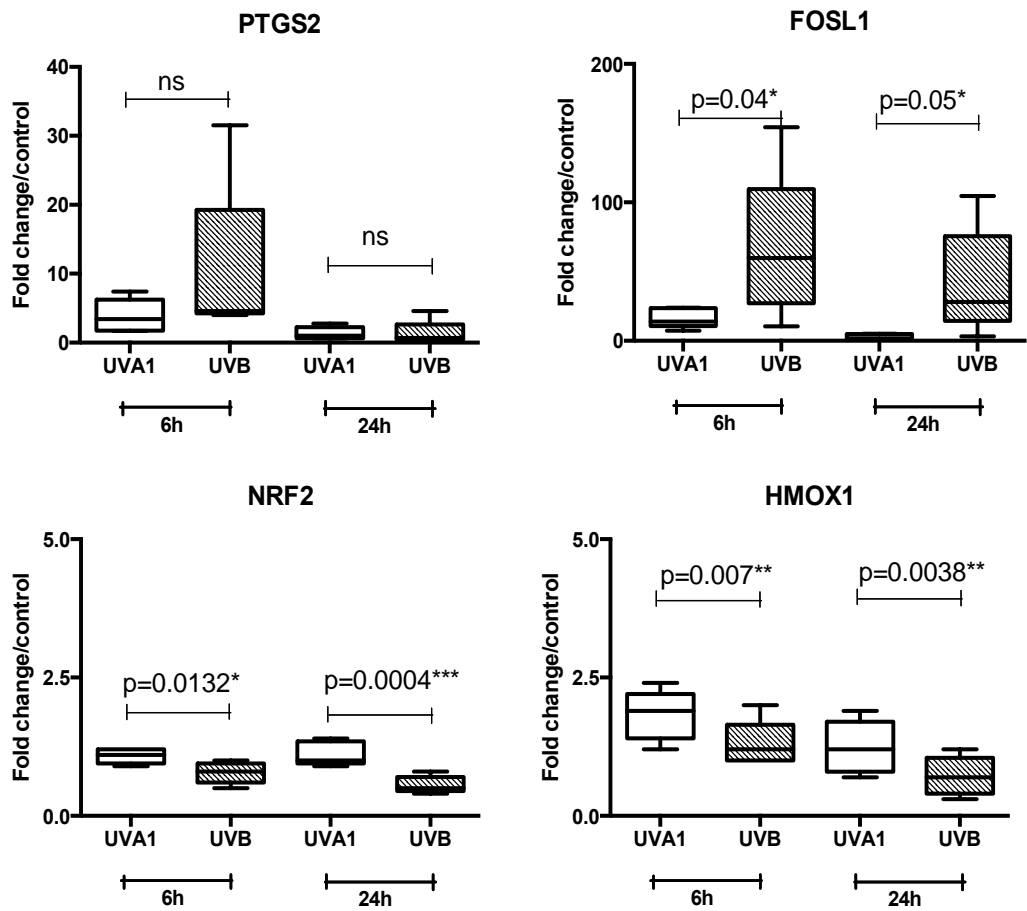 PTGS2
Fold change/control
40
30
20
10
0
ns
ns
UVA1 UVB UVA1 UVB
6h 24h
FOSL1
Fold change/control
200
100
0
p=0.04*
p=0.05*
UVA1 UVB UVA1 UVB
6h 24h
NRF2
Fold change/control
5.0
2.5
0.0
p=0.0132*
p=0.0004***
UVA1 UVB UVA1 UVB
6h 24h
HMOX1
Fold change/control
5.0
2.5
0.0
p=0.007**
p=0.0038**
UVA1 UVB UVA1 UVB
6h 24h